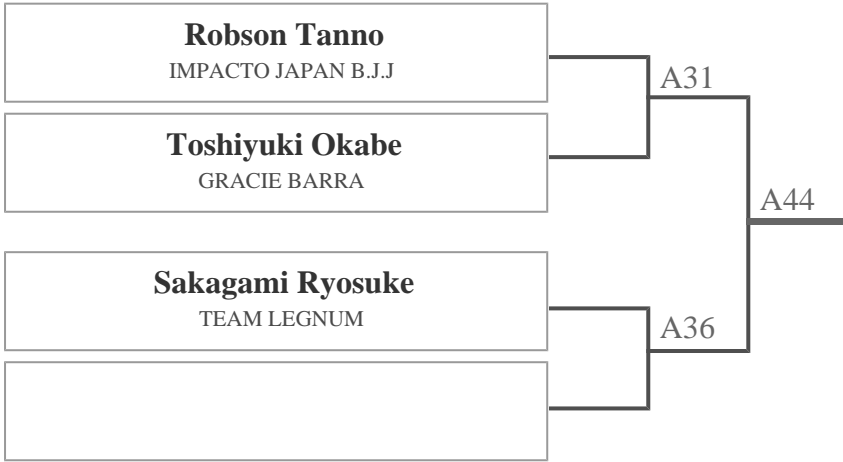 Robson Tanno
IMPACTO JAPAN B.J.J
A31
Toshiyuki Okabe
GRACIE BARRA
A44
Sakagami Ryosuke
TEAM LEGNUM
A36